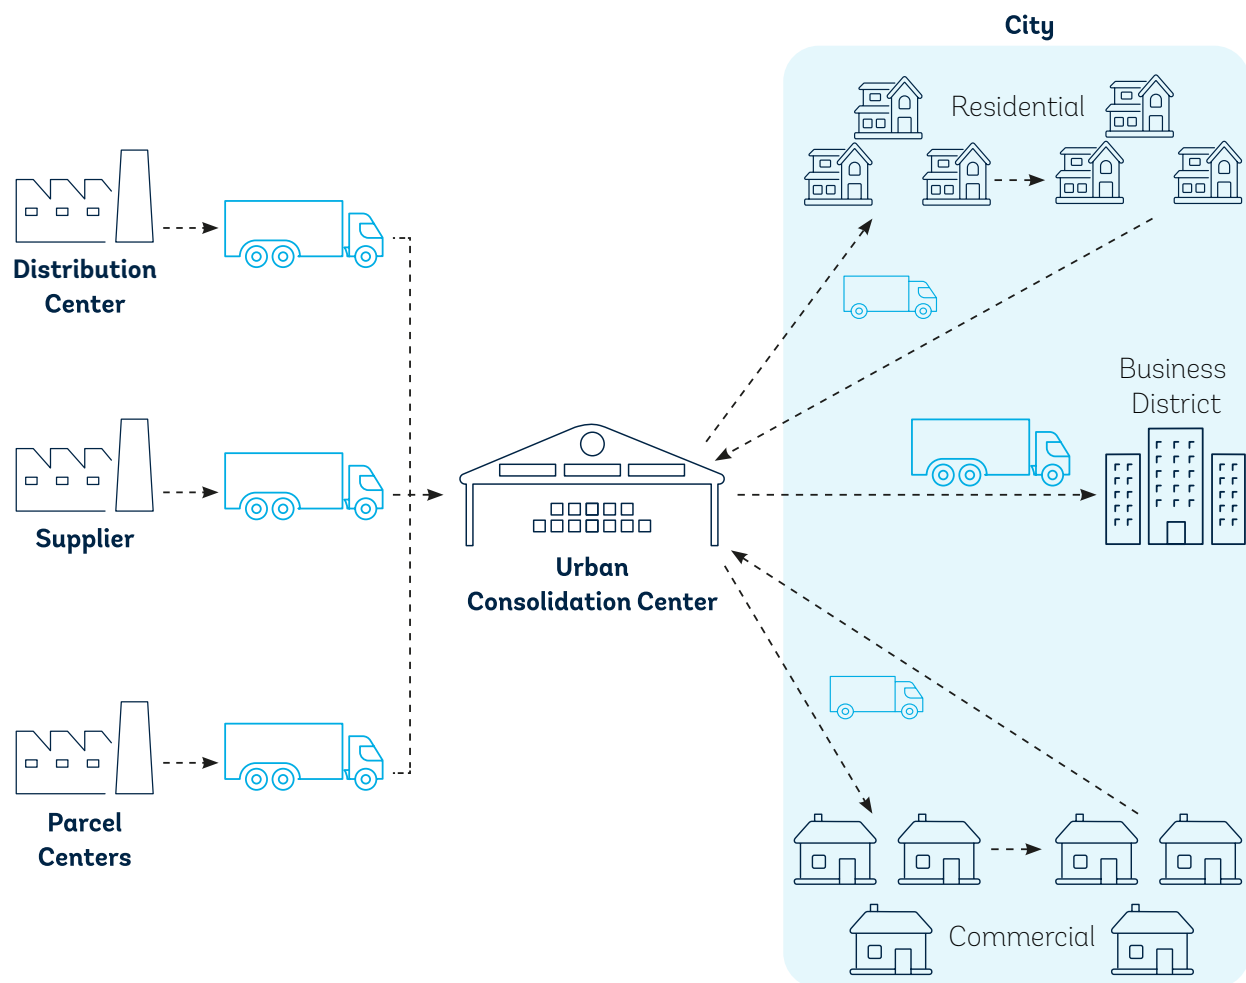 City
Residential
Distribution
Center
Business
District
Supplier
Urban
Consolidation Center
Parcel
Centers
Commercial